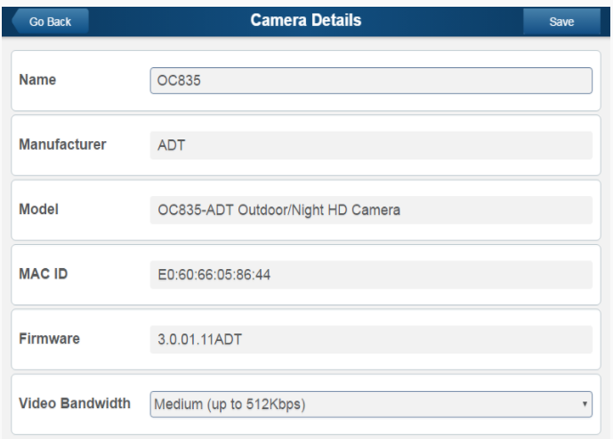 Go Back Camera Details Save
Name OC835
Manufacturer ADT
Model OC835-ADT Outdoor/Night HD Camera
MAC ID E0:60:66:05:86:44
Firmware 3.0.01.11ADT
Video Bandwidth Medium (up to 512Kbps)